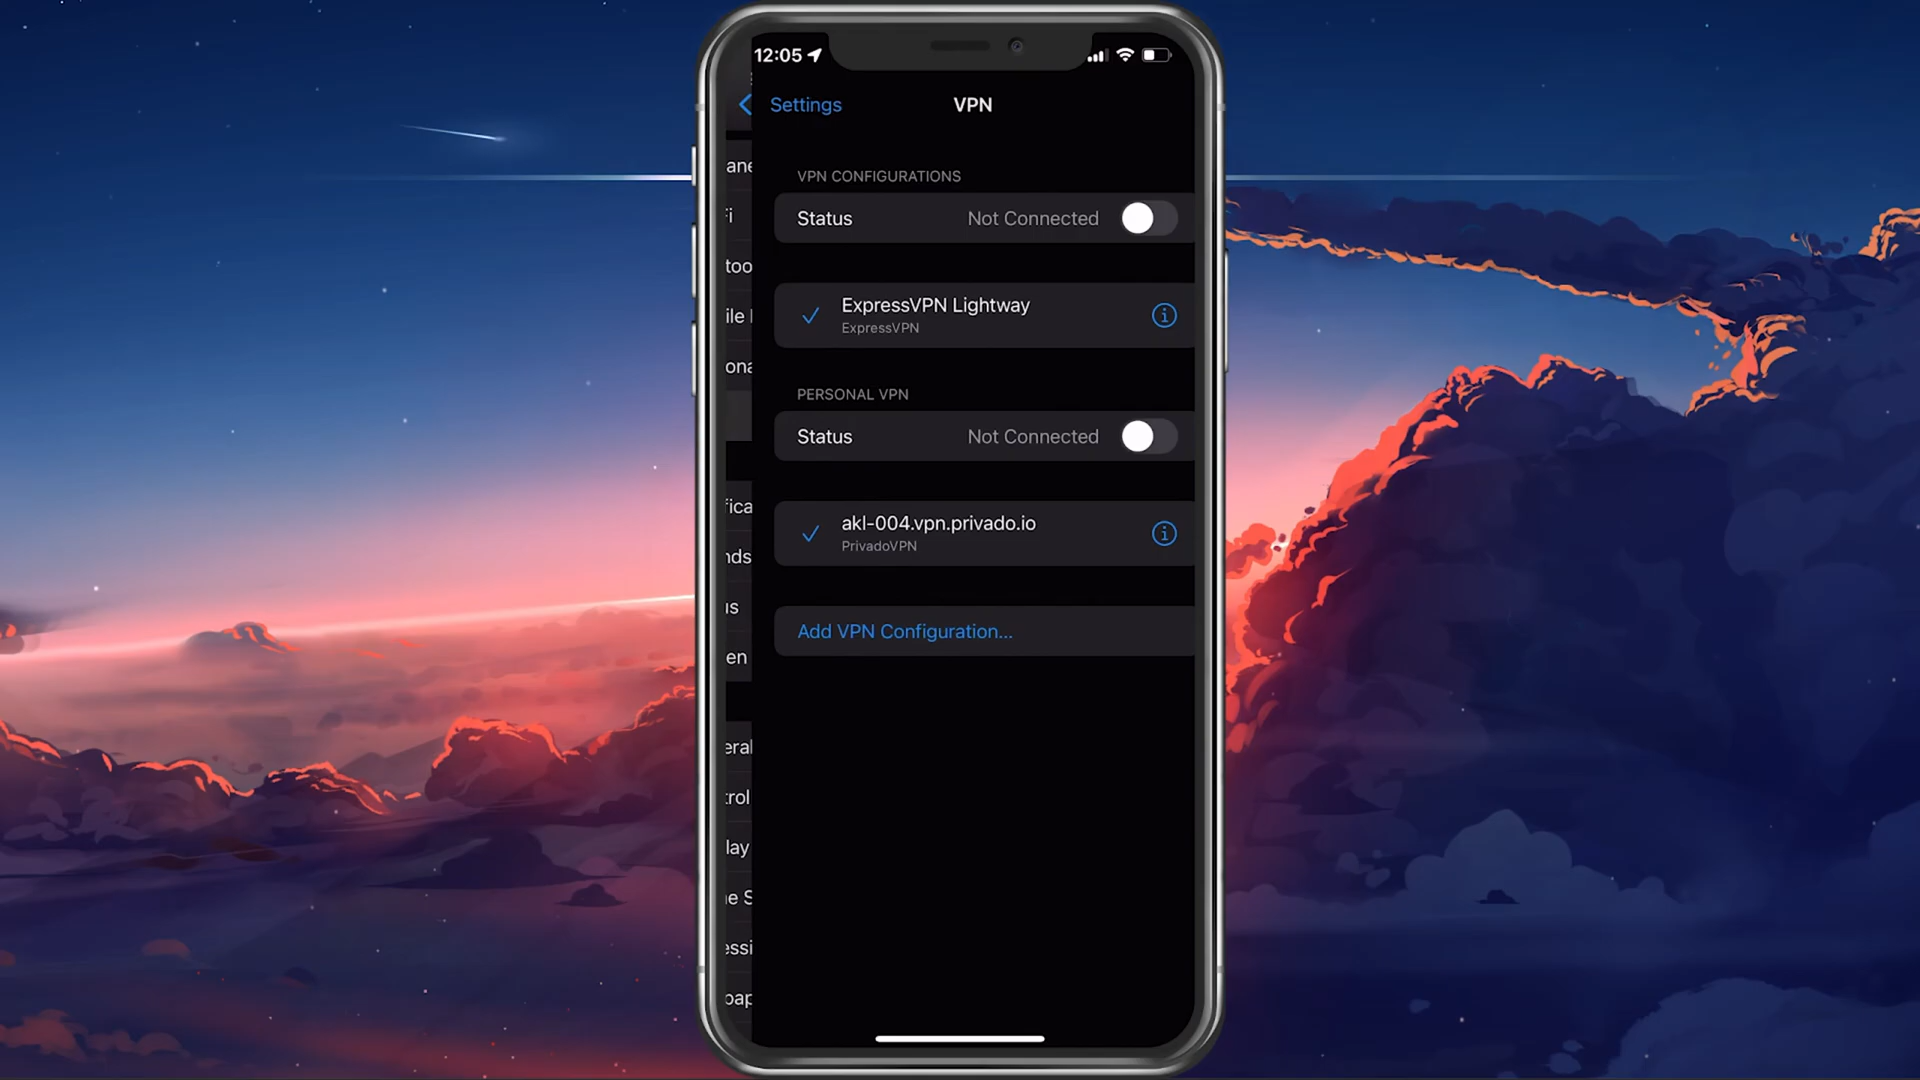 12:05
Settings
VPN
VPN CONFIGURATIONS
Status
Not Connected
ExpressVPN Lightway
ExpressVPN
PERSONAL VPN
Status
Not Connected
akl-004.vpn.privado.io
PrivadoVPN
Add VPN Configuration...